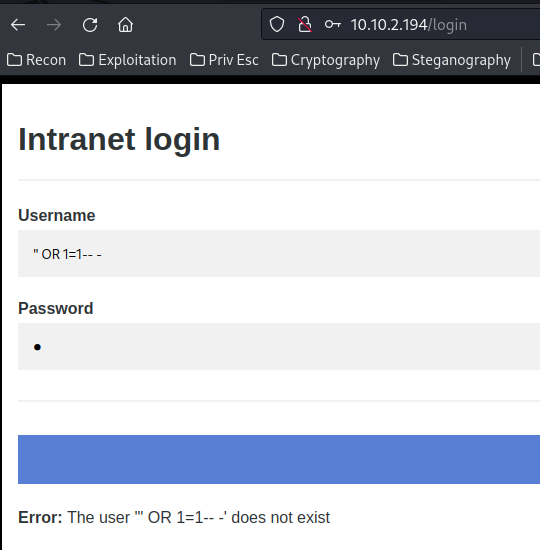 10.10.2.194/login
Recon Exploitation Priv Esc Cryptography Steganography
Intranet login
Username
" OR 1=1-- -
Password
●
Error: The user '" OR 1=1-- -' does not exist